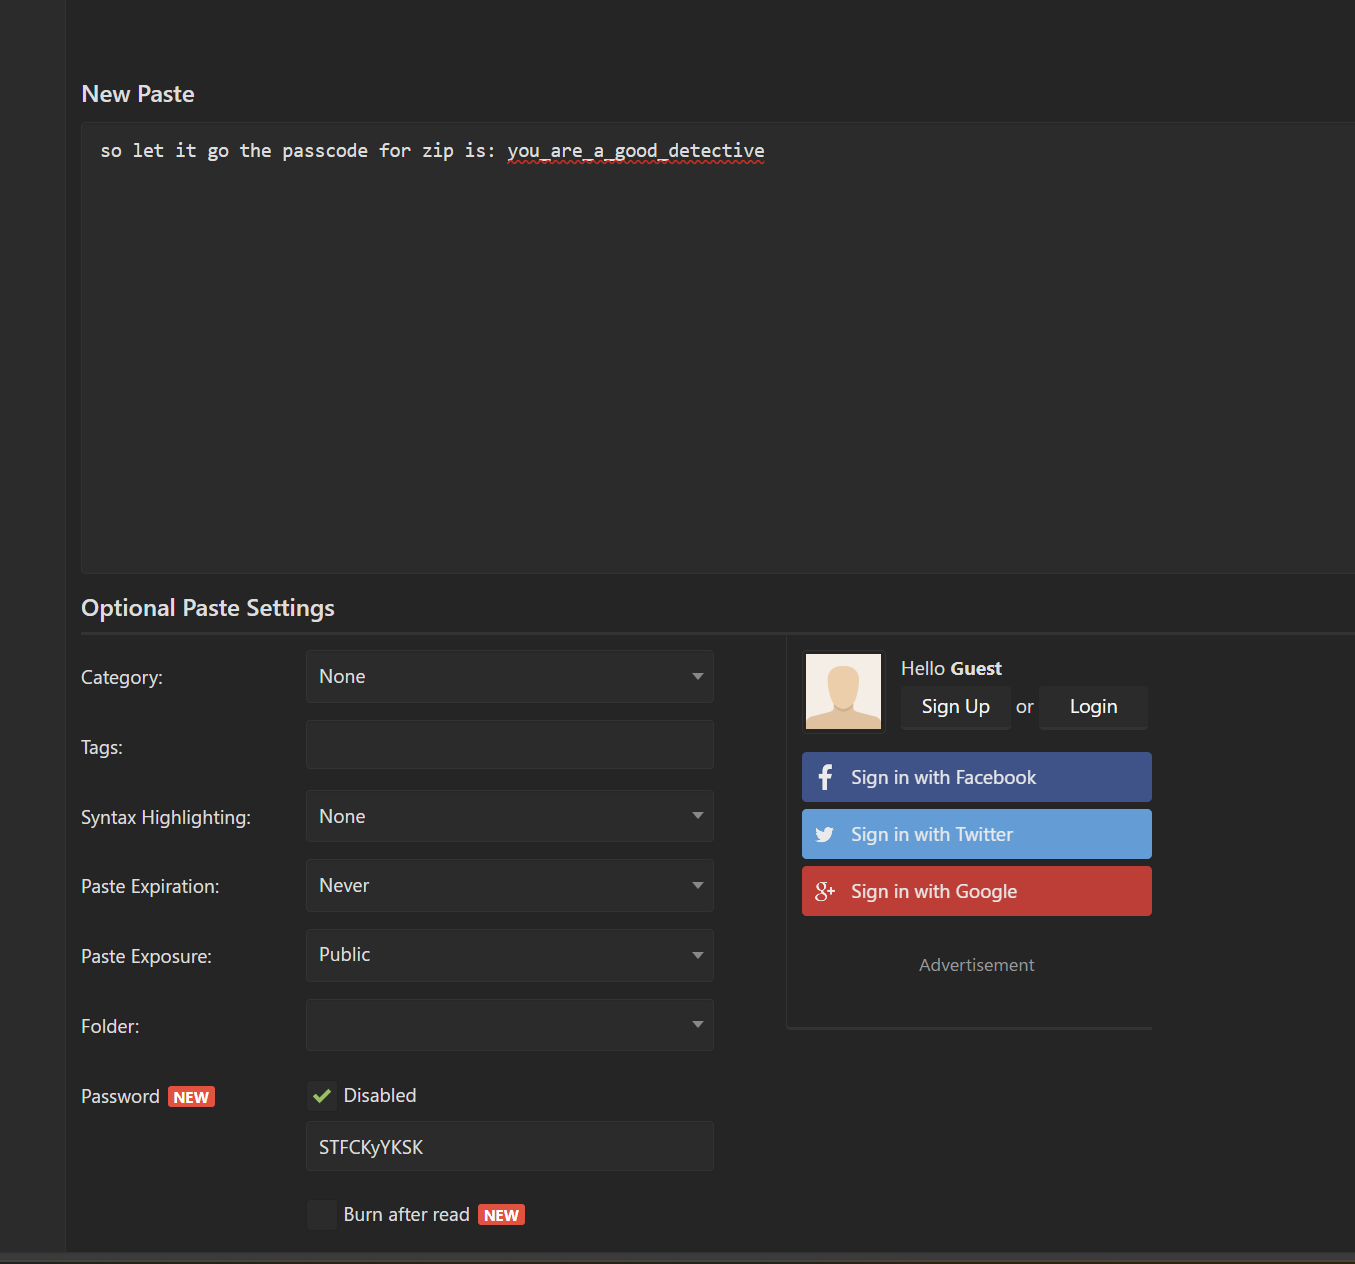 New Paste
so let it go the passcode for zip is: you_are_a_good_detective
Optional Paste Settings
Category:
None
Tags:
Syntax Highlighting:
None
Paste Expiration:
Never
Paste Exposure:
Public
Folder:
Password NEW
Disabled
STFCKyYKSK
Burn after read NEW
Hello Guest
Sign Up or Login
Sign in with Facebook
Sign in with Twitter
Sign in with Google
Advertisement